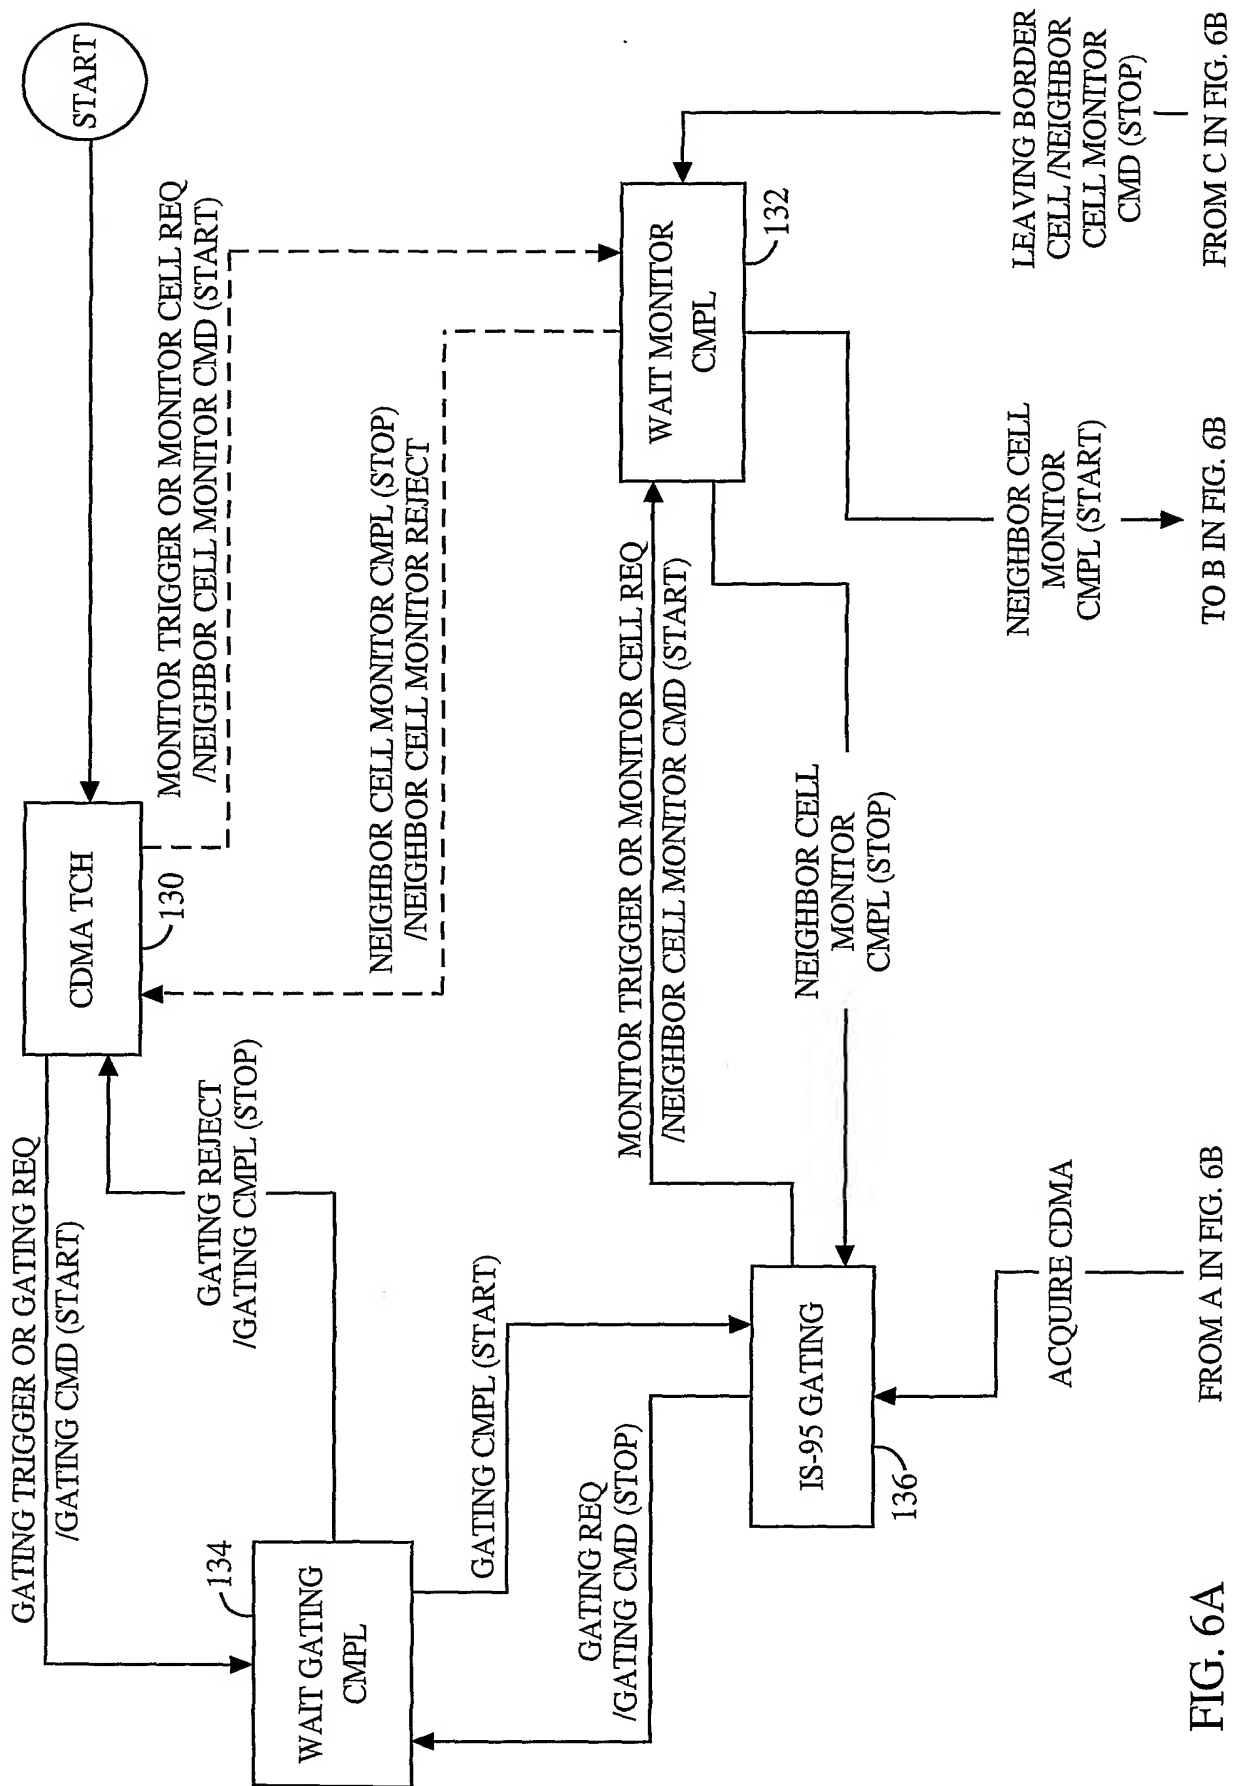 START
CDMA TCH
130
MONITOR TRIGGER OR MONITOR CELL REQ
/NEIGHBOR CELL MONITOR CMD (START)
GATING TRIGGER OR GATING REQ
/GATING CMD (START)
134
WAIT GATING
CMPL
GATING REJECT
/GATING CMPL (STOP)
NEIGHBOR CELL MONITOR CMPL (STOP)
/NEIGHBOR CELL MONITOR REJECT
WAIT MONITOR
CMPL
132
GATING CMPL (START)
GATING REQ
/GATING CMD (STOP)
MONITOR TRIGGER OR MONITOR CELL REQ
/NEIGHBOR CELL MONITOR CMD (START)
IS-95 GATING
136
NEIGHBOR CELL
MONITOR
CMPL (STOP)
ACQUIRE CDMA
FROM A IN FIG. 6B
NEIGHBOR CELL
MONITOR
CMPL (START)
TO B IN FIG. 6B
LEAVING BORDER
CELL /NEIGHBOR
CELL MONITOR
CMD (STOP)
FROM C IN FIG. 6B
FIG. 6A